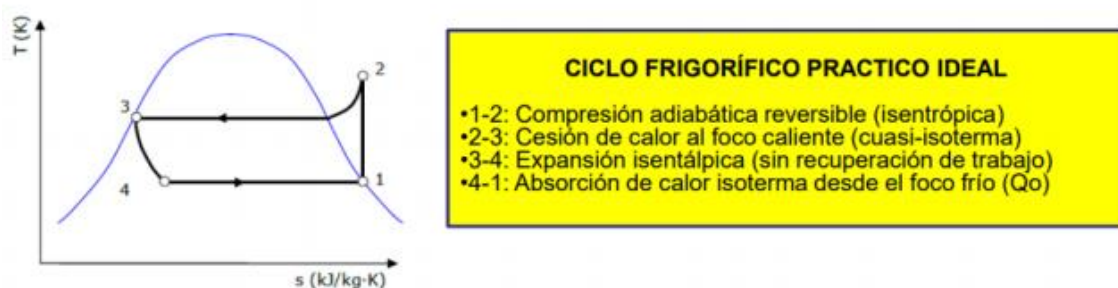 T (K)
2
3
4
1
s (kJ/kg·K)
CICLO FRIGORÍFICO PRACTICO IDEAL
•1-2: Compresión adiabática reversible (isentrópica)
•2-3: Cesión de calor al foco caliente (cuasi-isoterma)
•3-4: Expansión isentálpica (sin recuperación de trabajo)
•4-1: Absorción de calor isoterma desde el foco frío (Qo)